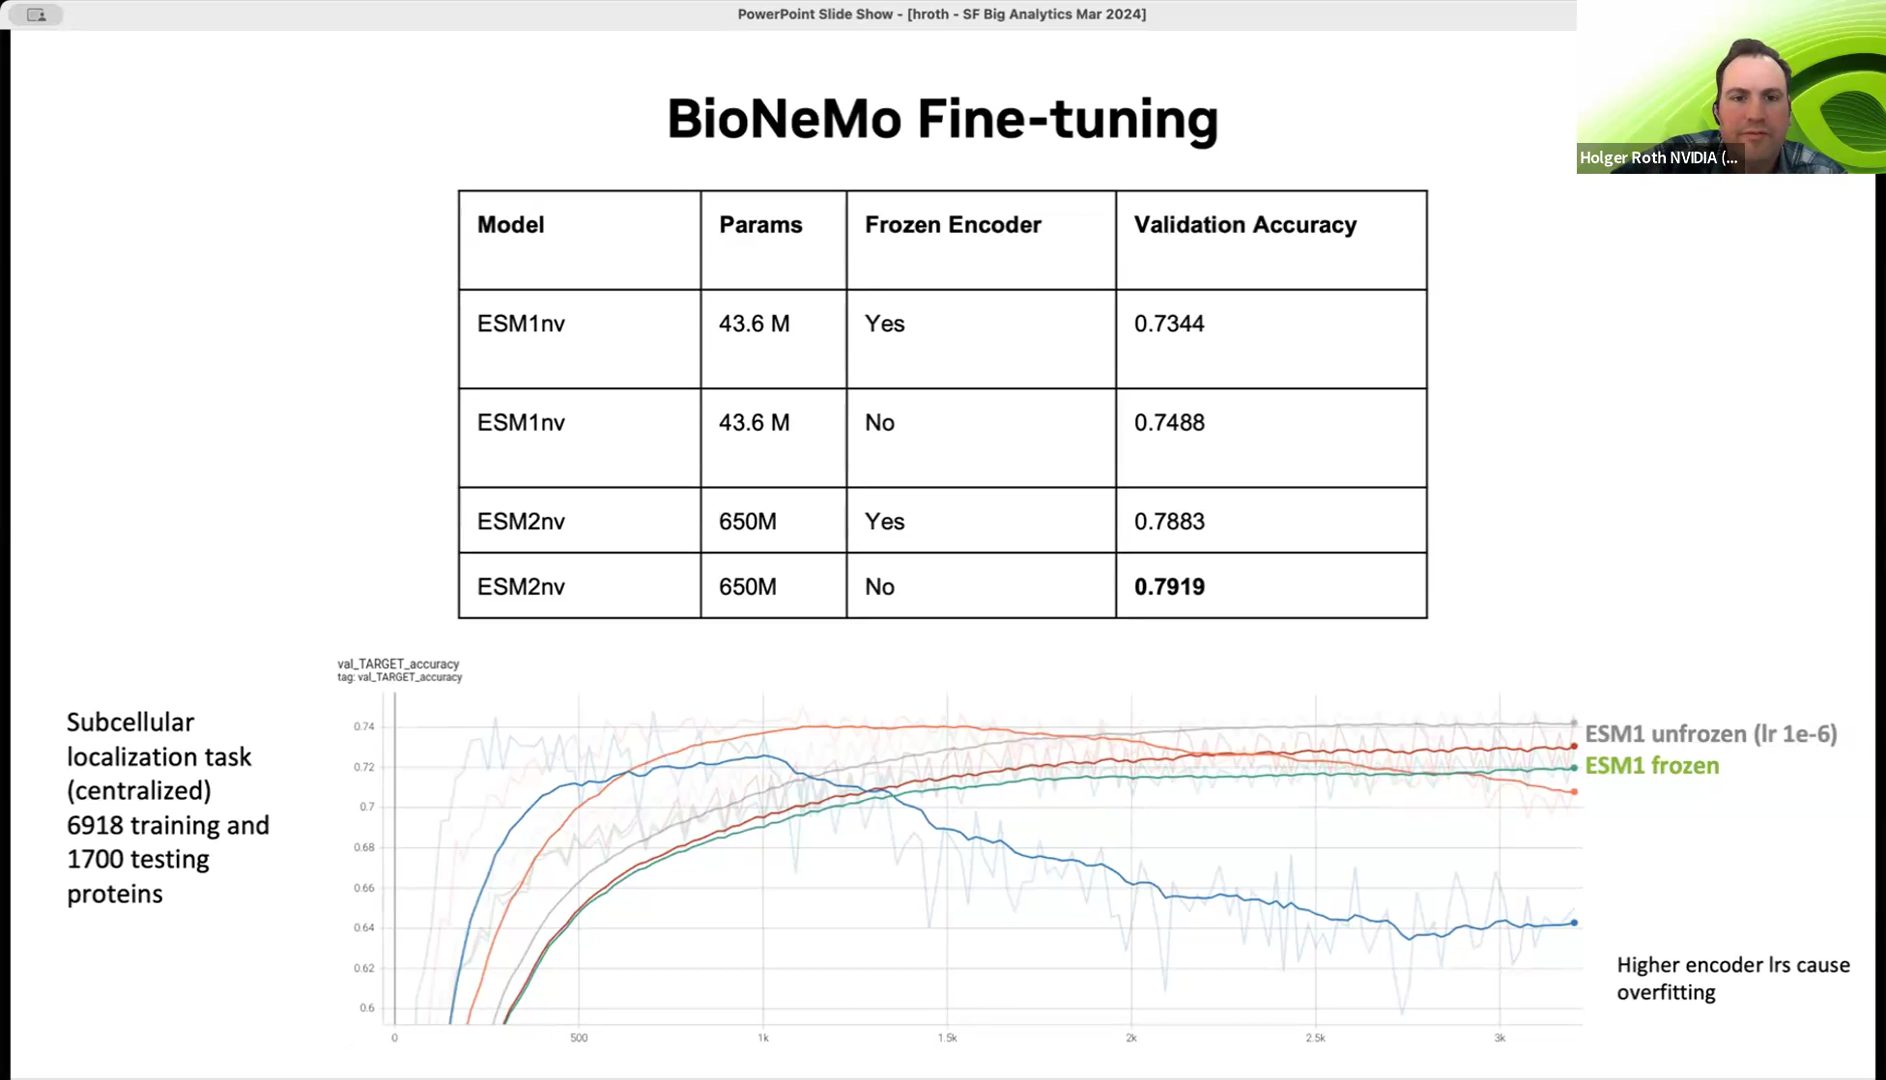 PowerPoint Slide Show - [hroth - SF Big Analytics Mar 2024]
Holger Roth NVIDIA (...
BioNeMo Fine-tuning
Model Params Frozen Encoder Validation Accuracy
ESM1nv 43.6 M Yes 0.7344
ESM1nv 43.6 M No 0.7488
ESM2nv 650M Yes 0.7883
ESM2nv 650M No 0.7919
Subcellular
localization task
(centralized)
6918 training and
1700 testing
proteins
val_TARGET_accuracy
tag: val_TARGET_accuracy
0.74
0.72
0.7
0.68
0.66
0.64
0.62
0.6
0 500 1k 1.5k 2k 2.5k 3k
ESM1 unfrozen (lr 1e-6)
ESM1 frozen
Higher encoder lrs cause
overfitting